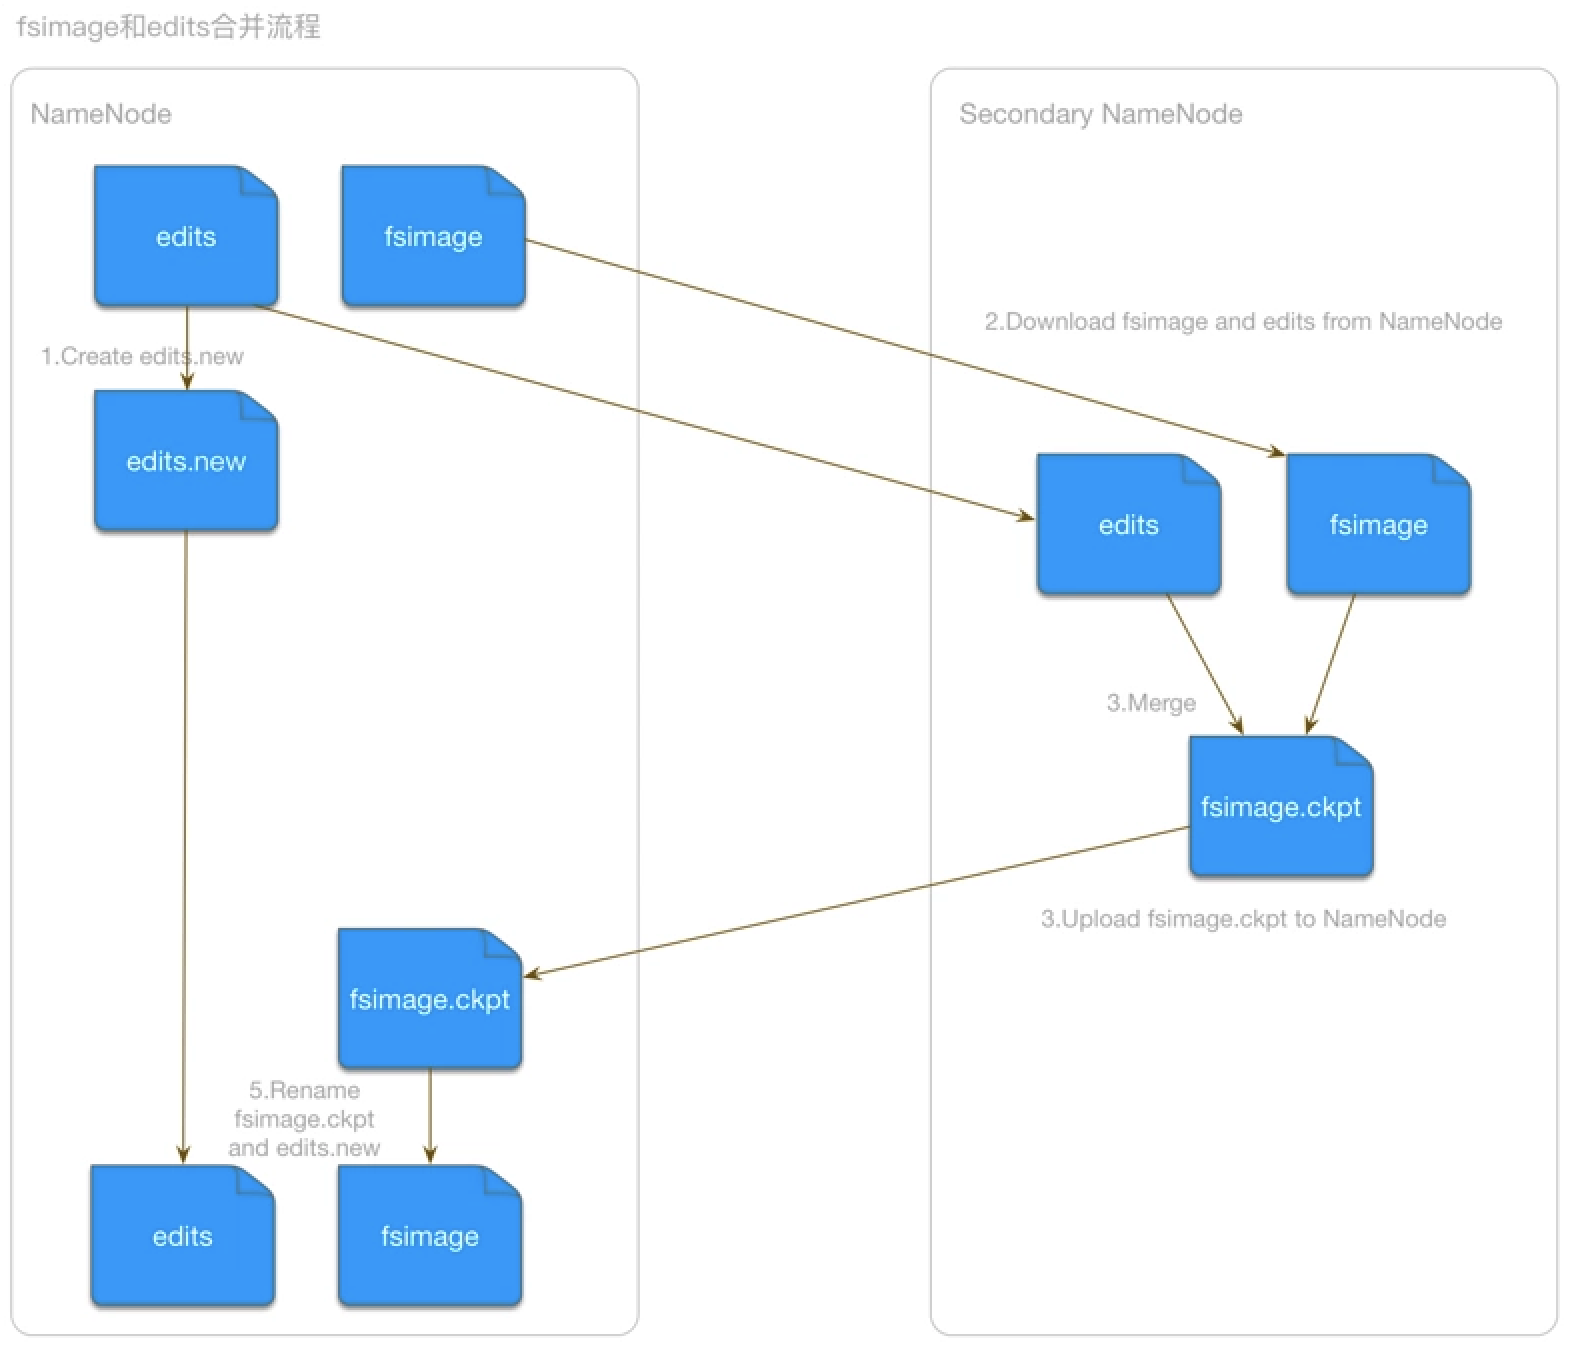 fsimage和edits合并流程
NameNode
Secondary NameNode
edits
fsimage
2.Download fsimage and edits from NameNode
1.Create edits.new
edits.new
edits
fsimage
3.Merge
fsimage.ckpt
3.Upload fsimage.ckpt to NameNode
fsimage.ckpt
5.Rename
fsimage.ckpt
and edits.new
edits
fsimage